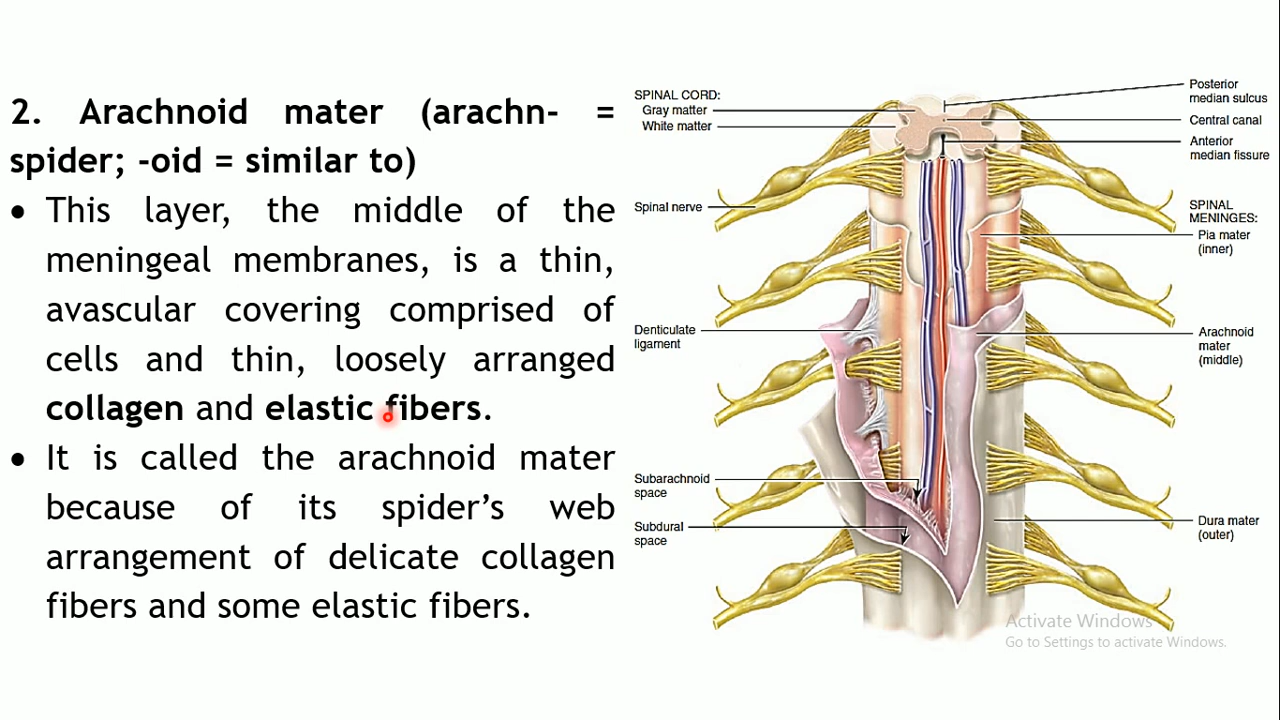 2. Arachnoid mater (arachn- =
spider; -oid = similar to)
• This layer, the middle of the
meningeal membranes, is a thin,
avascular covering comprised of
cells and thin, loosely arranged
collagen and elastic fibers.
• It is called the arachnoid mater
because of its spider’s web
arrangement of delicate collagen
fibers and some elastic fibers.
SPINAL CORD:
Gray matter
White matter
Spinal nerve
Denticulate
ligament
Subarachnoid
space
Subdural
space
Posterior
median sulcus
Central canal
Anterior
median fissure
SPINAL
MENINGES:
Pia mater
(inner)
Arachnoid
mater
(middle)
Dura mater
(outer)
Activate Windows
Go to Settings to activate Windows.